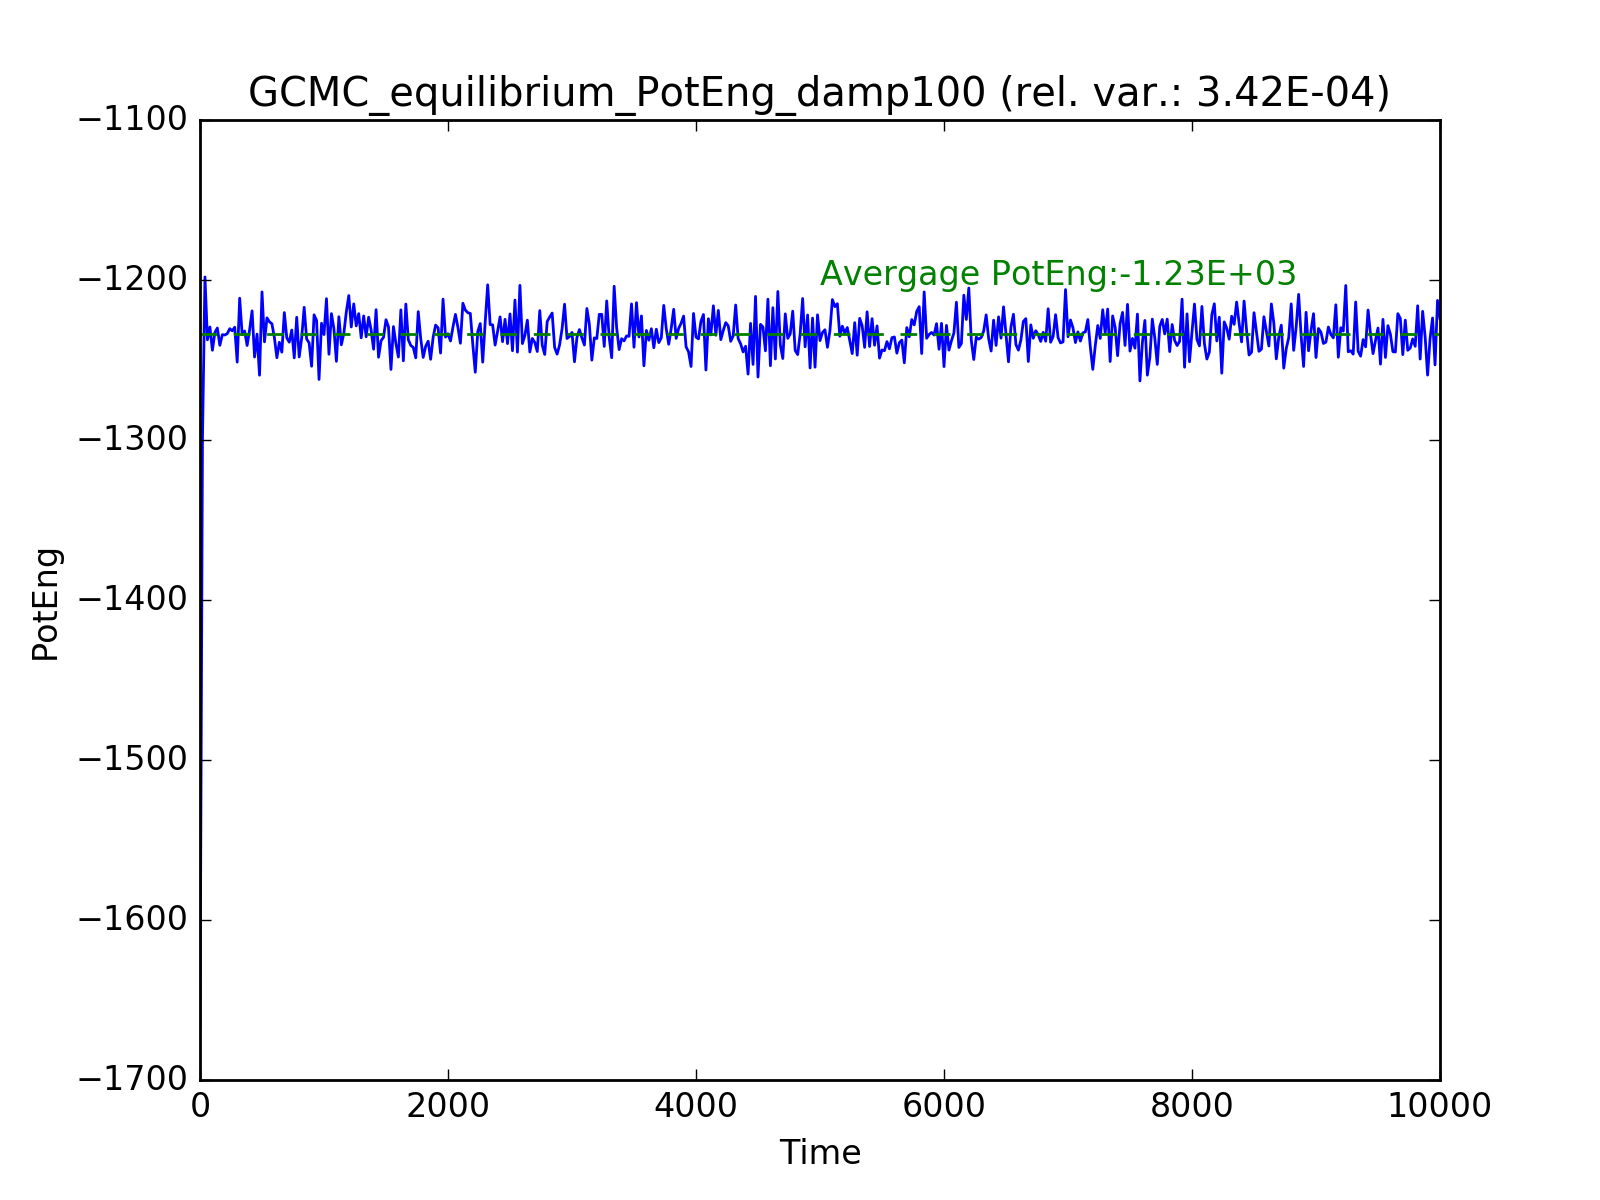 GCMC_equilibrium_PotEng_damp100 (rel. var.: 3.42E-04)
−1100
−1200
Avergage PotEng:-1.23E+03
−1300
−1400
PotEng
−1500
−1600
−1700
0 2000 4000 6000 8000 10000
Time